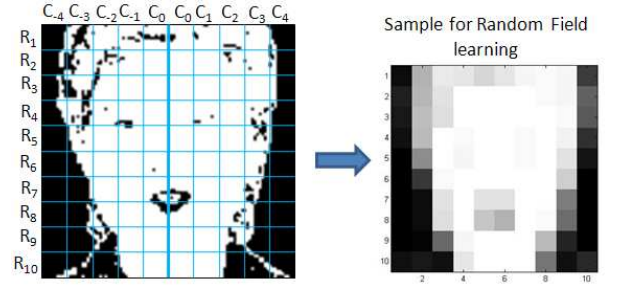 C-4 C-3 C-2 C-1 C0 C0 C1 C2 C3 C4
R1
R2
R3
R4
R5
R6
R7
R8
R9
R10
Sample for Random Field
learning
1
2
3
4
5
6
7
8
9
10
2 4 6 8 10